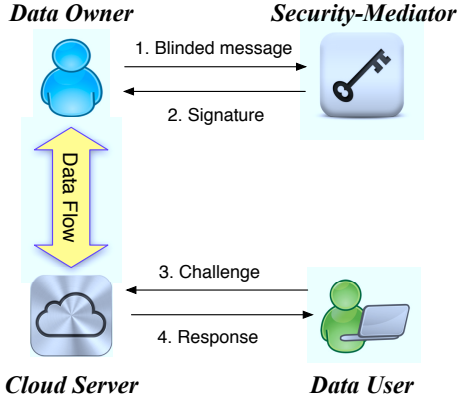 Data Owner
Security-Mediator
1. Blinded message
2. Signature
Data Flow
3. Challenge
4. Response
Cloud Server
Data User